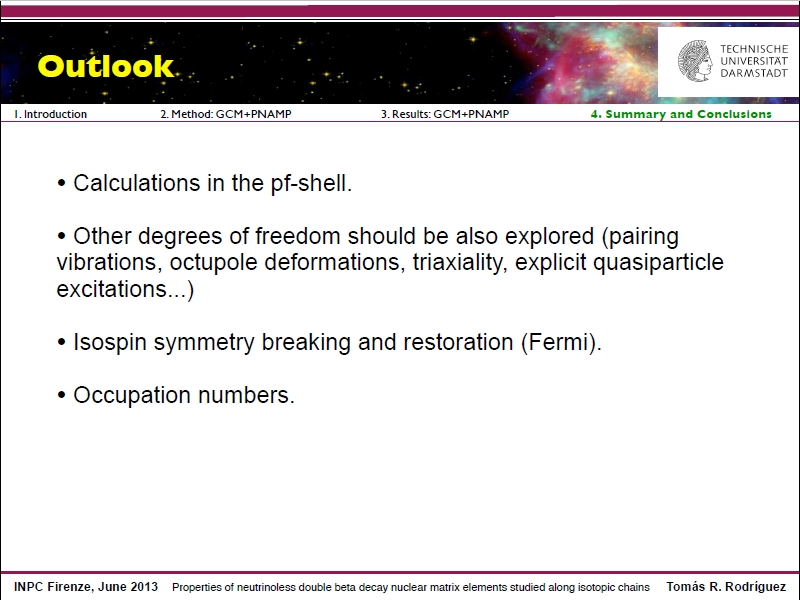 Outlook
TECHNISCHE
UNIVERSITÄT
DARMSTADT
1. Introduction 2. Method: GCM+PNAMP 3. Results: GCM+PNAMP 4. Summary and Conclusions
• Calculations in the pf-shell.
• Other degrees of freedom should be also explored (pairing
vibrations, octupole deformations, triaxiality, explicit quasiparticle
excitations...)
• Isospin symmetry breaking and restoration (Fermi).
• Occupation numbers.
INPC Firenze, June 2013 Properties of neutrinoless double beta decay nuclear matrix elements studied along isotopic chains Tomás R. Rodríguez